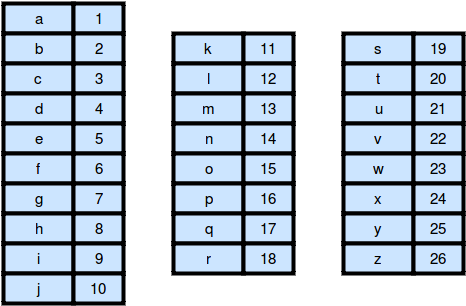 a 1
b 2
c 3
d 4
e 5
f 6
g 7
h 8
i 9
j 10
k 11
l 12
m 13
n 14
o 15
p 16
q 17
r 18
s 19
t 20
u 21
v 22
w 23
x 24
y 25
z 26